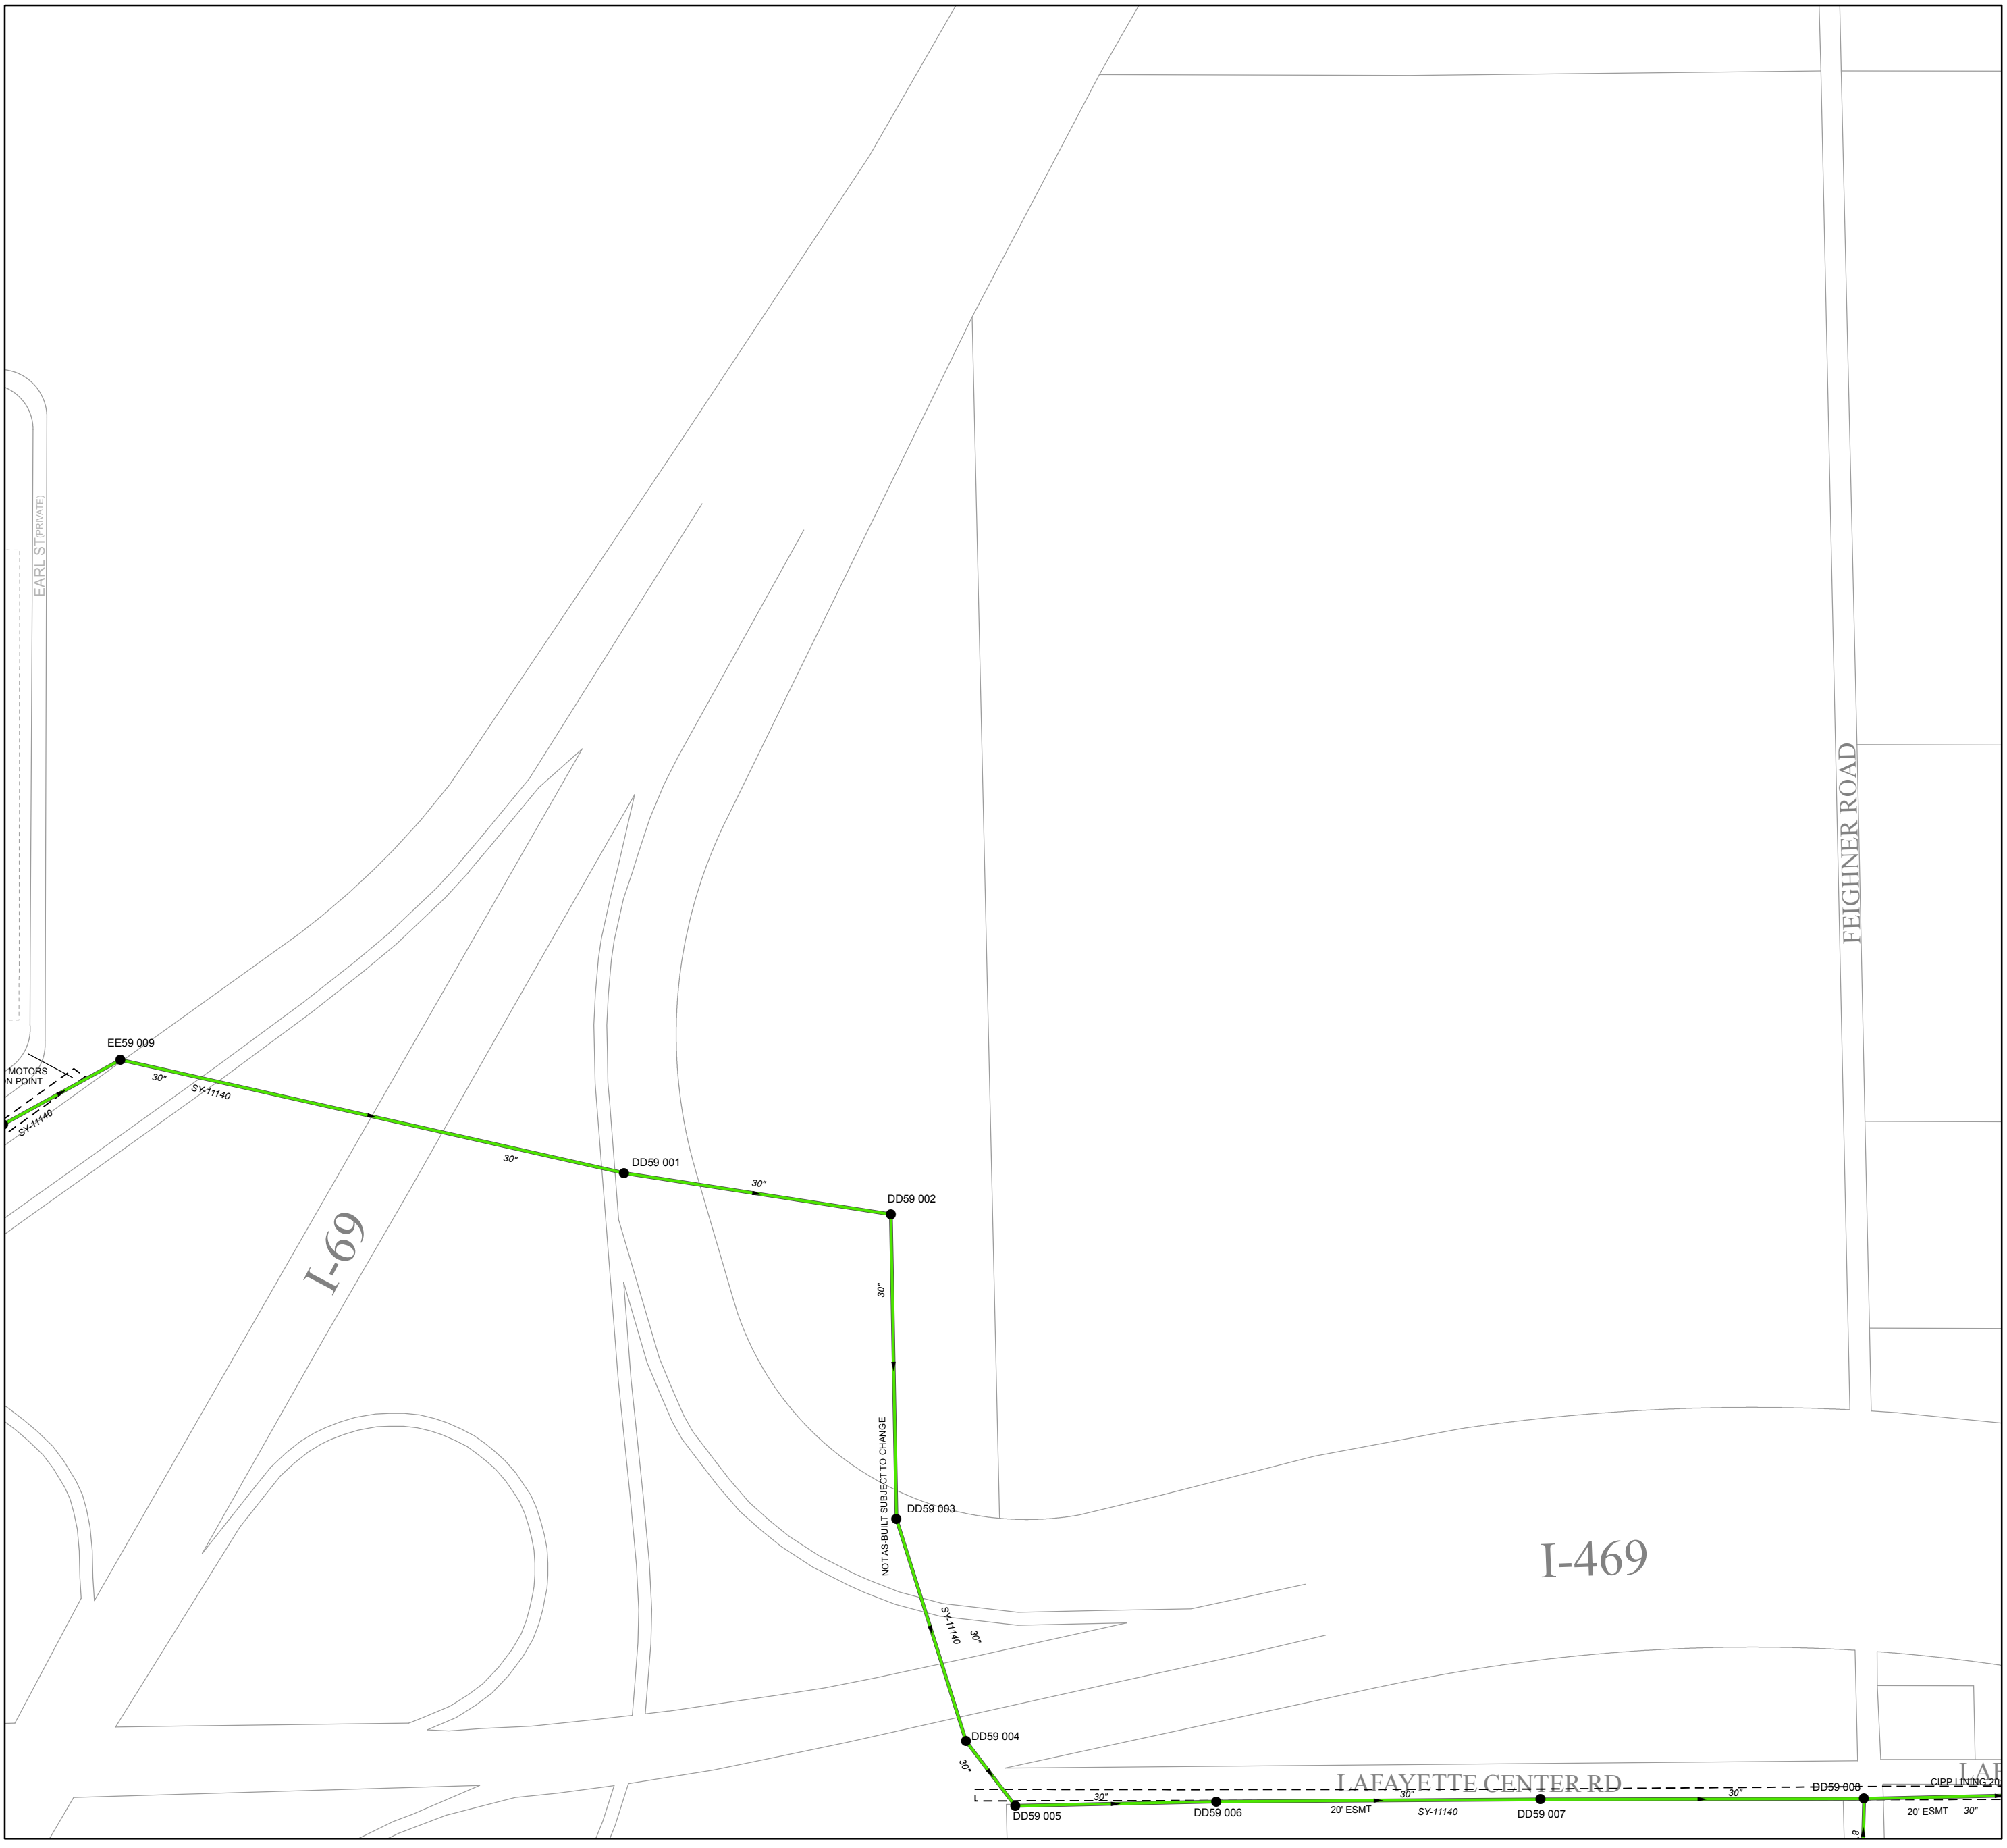 EARL ST (PRIVATE)
FEIGHNER ROAD
EE59 009
MOTORS
N POINT
30"
SY-11140
SY-11140
30"
DD59 001
30"
DD59 002
I-69
30"
NOT AS-BUILT SUBJECT TO CHANGE
DD59 003
I-469
SY-11140
30"
DD59 004
30"
LAFAYETTE CENTER RD
LAF
CIPP LINING 20
DD59 008
30"
30"
30"
DD59 005
DD59 006
20' ESMT
SY-11140
DD59 007
20' ESMT
30"
8